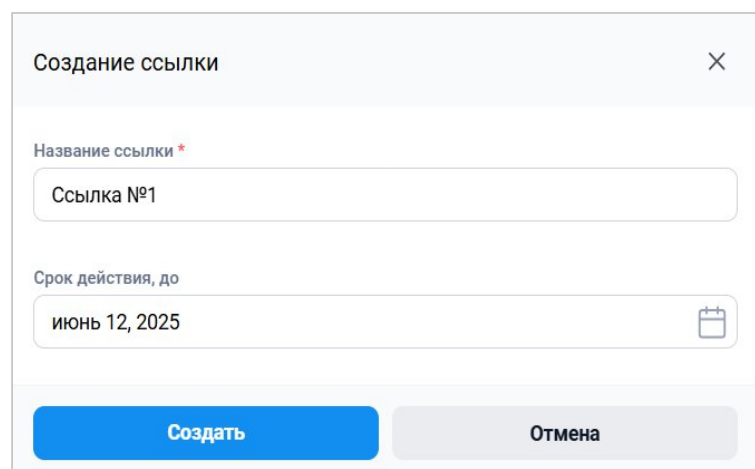 Создание ссылки
Название ссылки *
Ссылка №1
Срок действия, до
июнь 12, 2025
Создать Отмена